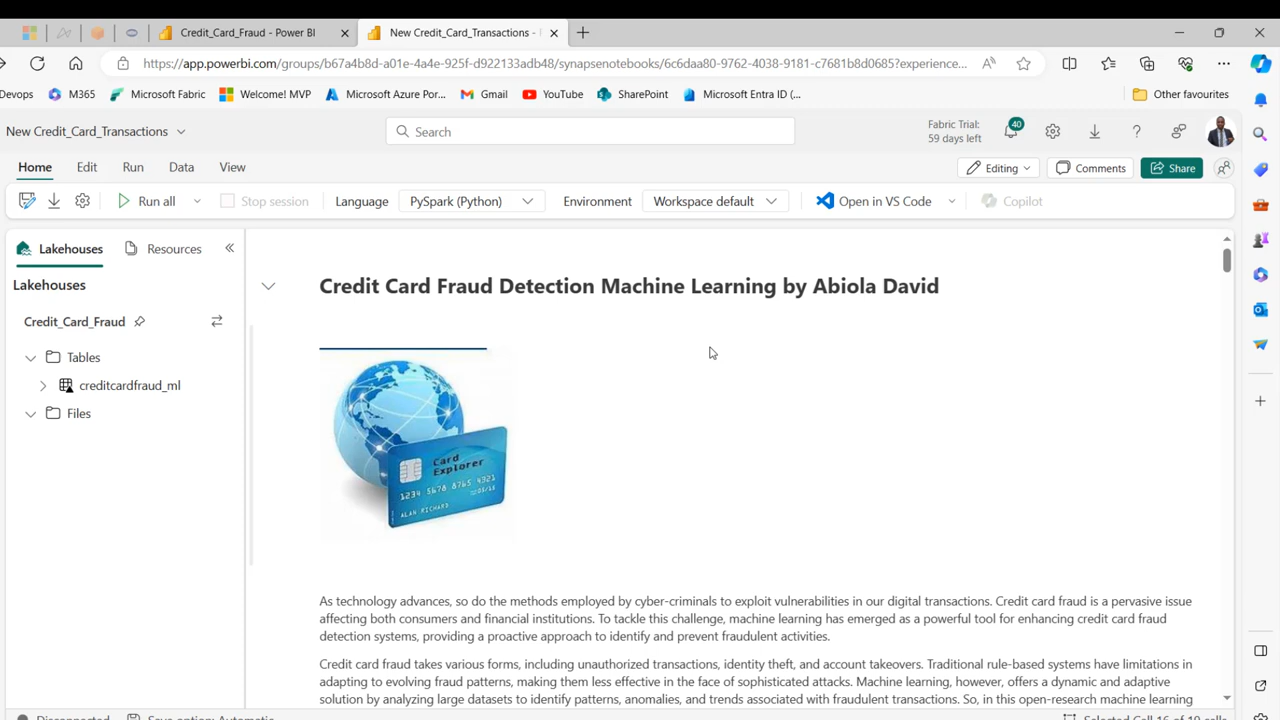 Credit_Card_Fraud - Power BI
New Credit_Card_Transactions -
https://app.powerbi.com/groups/b67a4b8d-a01e-4a4e-925f-d922133adb48/synapsenotebooks/6c6daa80-9762-4038-9181-c7681b8d0685?experience...
Devops M365 Microsoft Fabric Welcome! MVP Microsoft Azure Por... Gmail YouTube SharePoint Microsoft Entra ID (... Other favourites
New Credit_Card_Transactions
Search
Fabric Trial:
59 days left
40
Home Edit Run Data View
Editing Comments Share
Run all Stop session Language PySpark (Python) Environment Workspace default Open in VS Code Copilot
Lakehouses Resources
Lakehouses
Credit_Card_Fraud
Tables
creditcardfraud_ml
Files
Credit Card Fraud Detection Machine Learning by Abiola David
Card
Explorer
1234 5678 8765 4321
ALAN RICHARD
As technology advances, so do the methods employed by cyber-criminals to exploit vulnerabilities in our digital transactions. Credit card fraud is a pervasive issue
affecting both consumers and financial institutions. To tackle this challenge, machine learning has emerged as a powerful tool for enhancing credit card fraud
detection systems, providing a proactive approach to identify and prevent fraudulent activities.
Credit card fraud takes various forms, including unauthorized transactions, identity theft, and account takeovers. Traditional rule-based systems have limitations in
adapting to evolving fraud patterns, making them less effective in the face of sophisticated attacks. Machine learning, however, offers a dynamic and adaptive
solution by analyzing large datasets to identify patterns, anomalies, and trends associated with fraudulent transactions. So, in this open-research machine learning
Disconnected Save option: Automatic Selected Cell 16 of 19 cells